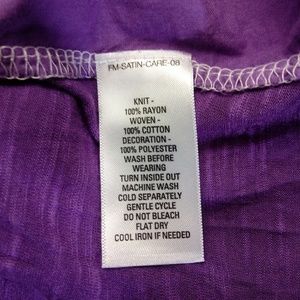 FM-SATIN-CARE-08
KNIT -
100% RAYON
WOVEN -
100% COTTON
DECORATION -
100% POLYESTER
WASH BEFORE
WEARING
TURN INSIDE OUT
MACHINE WASH
COLD SEPARATELY
GENTLE CYCLE
DO NOT BLEACH
FLAT DRY
COOL IRON IF NEEDED